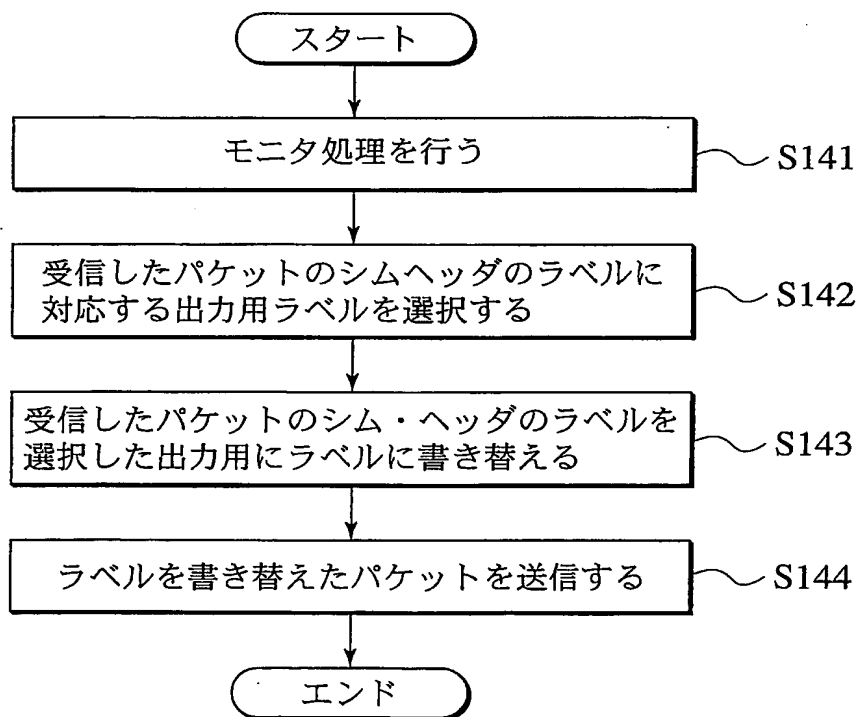 スタート
モニタ処理を行う
S141
受信したパケットのシムヘッダのラベルに
対応する出力用ラベルを選択する
S142
受信したパケットのシム・ヘッダのラベルを
選択した出力用にラベルに書き替える
S143
ラベルを書き替えたパケットを送信する
S144
エンド